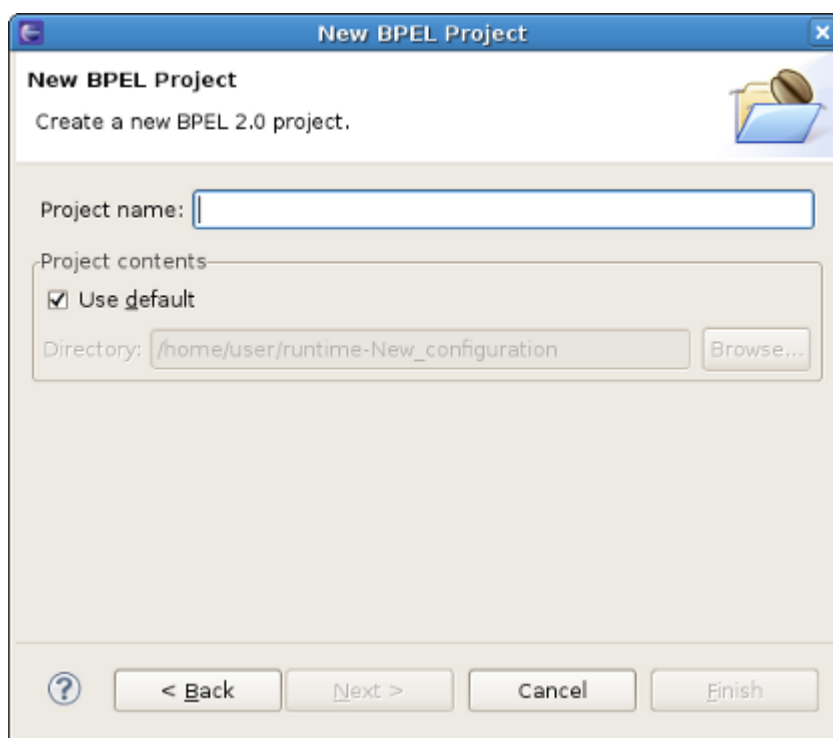 New BPEL Project
New BPEL Project
Create a new BPEL 2.0 project.
Project name:
Project contents
Use default
Directory: /home/user/runtime-New_configuration Browse...
? < Back Next > Cancel Finish